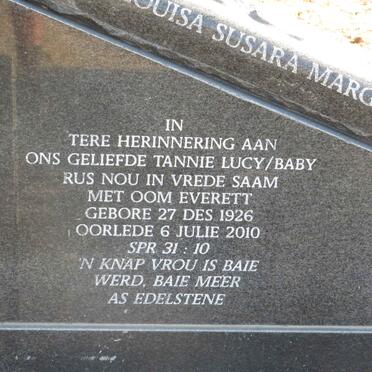 LOUISA SUSARA MARG
IN
TERE HERINNERING AAN
ONS GELIEFDE TANNIE LUCY/BABY
RUS NOU IN VREDE SAAM
MET OOM EVERETT
GEBORE 27 DES 1926
OORLEDE 6 JULIE 2010
SPR 31 : 10
'N KNAP VROU IS BAIE
WERD, BAIE MEER
AS EDELSTENE